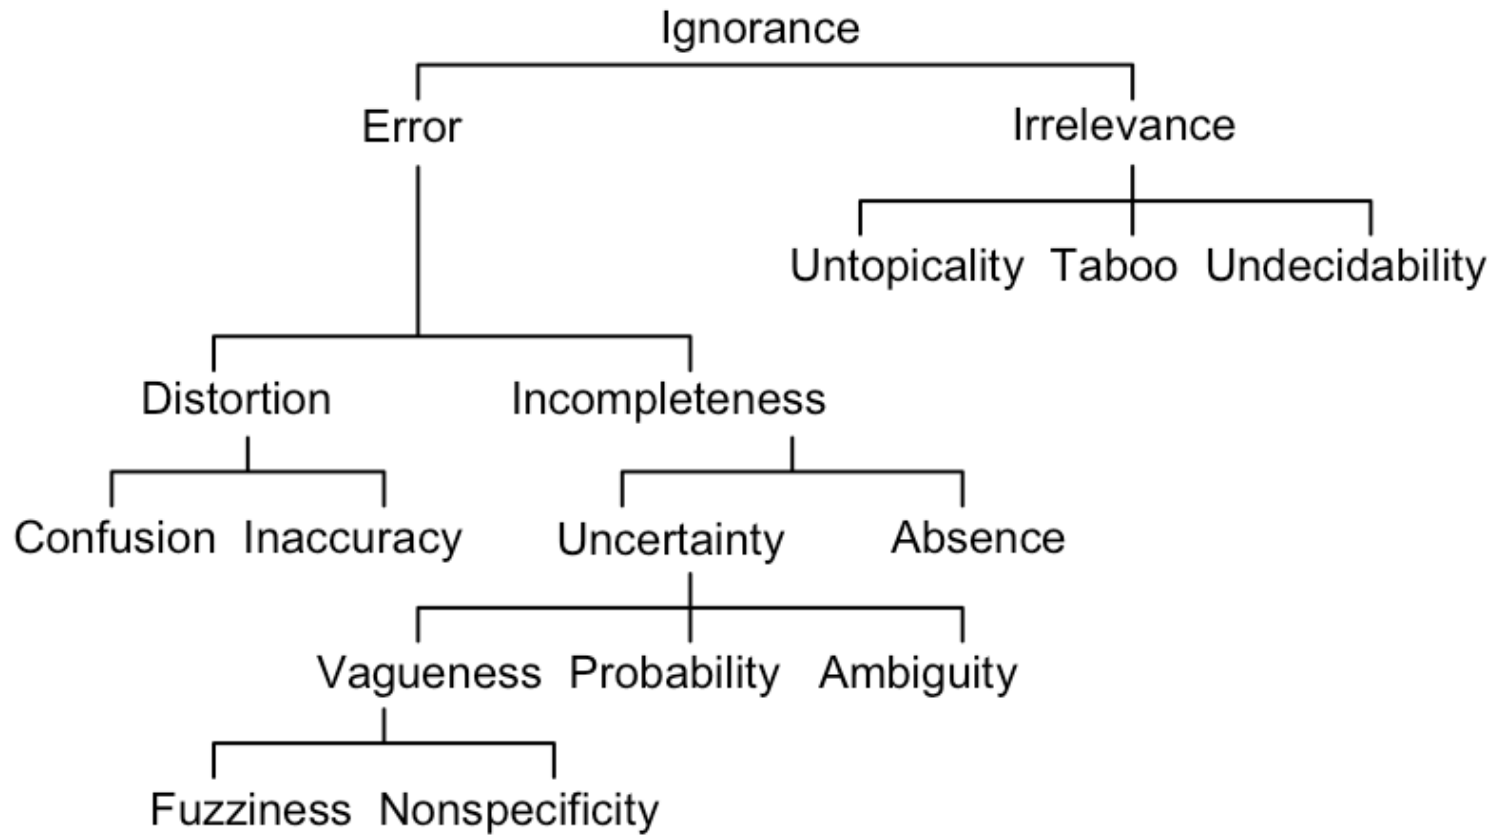 Ignorance
Error Irrelevance
Untopicality Taboo Undecidability
Distortion Incompleteness
Confusion Inaccuracy Uncertainty Absence
Vagueness Probability Ambiguity
Fuzziness Nonspecificity